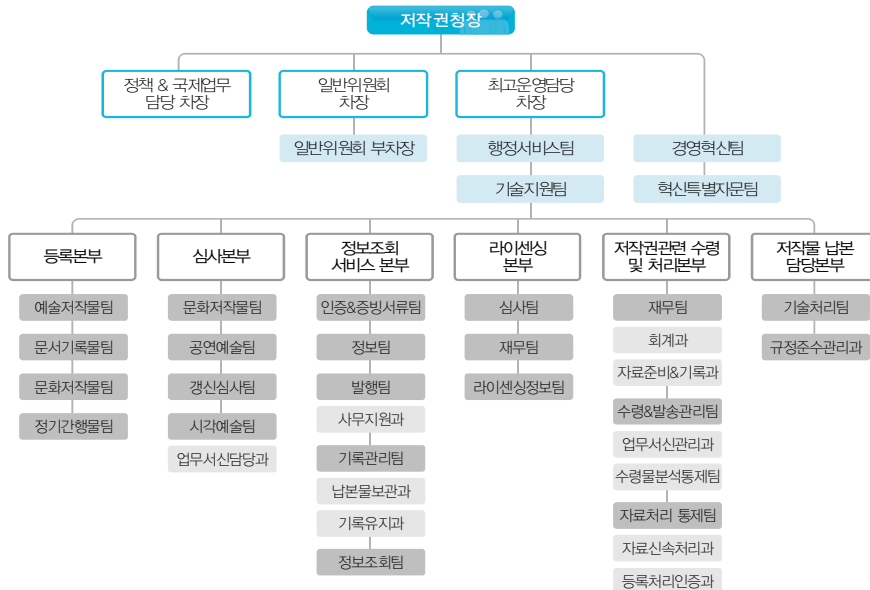 저작권청장
정책 & 국제업무
담당 차장
일반위원회
차장
최고운영담당
차장
일반위원회 부차장
행정서비스팀
경영혁신팀
기술지원팀
혁신특별자문팀
등록본부
심사본부
정보조회
서비스 본부
라이센싱
본부
저작권관련 수령
및 처리본부
저작물 납본
담당본부
예술저작물팀
문서기록물팀
문화저작물팀
정기간행물팀
문화저작물팀
공연예술팀
갱신심사팀
시각예술팀
업무서신담당과
인증&증빙서류팀
정보팀
발행팀
사무지원과
기록관리팀
납본물보관과
기록유지과
정보조회팀
심사팀
재무팀
라이센싱정보팀
재무팀
회계과
자료준비&기록과
수령&발송관리팀
업무서신관리과
수령물분석통제팀
자료처리 통제팀
자료신속처리과
등록처리인증과
기술처리팀
규정준수관리과